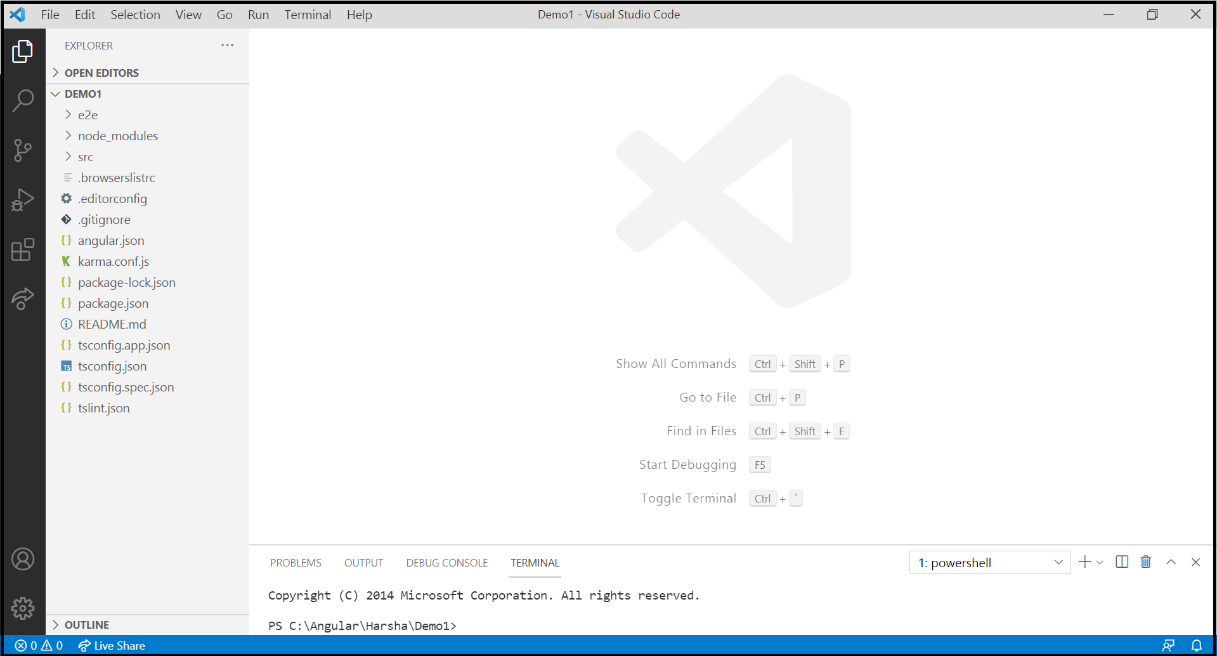 File Edit Selection View Go Run Terminal Help Demo1 - Visual Studio Code
EXPLORER
OPEN EDITORS
DEMO1
e2e
node_modules
src
.browserslistrc
.editorconfig
.gitignore
angular.json
karma.conf.js
package-lock.json
package.json
README.md
tsconfig.app.json
tsconfig.json
tsconfig.spec.json
tslint.json
OUTLINE
Show All Commands Ctrl + Shift + P
Go to File Ctrl + P
Find in Files Ctrl + Shift + F
Start Debugging F5
Toggle Terminal Ctrl + `
PROBLEMS OUTPUT DEBUG CONSOLE TERMINAL 1: powershell
Copyright (C) 2014 Microsoft Corporation. All rights reserved.
PS C:\Angular\Harsha\Demo1>
0 0 Live Share